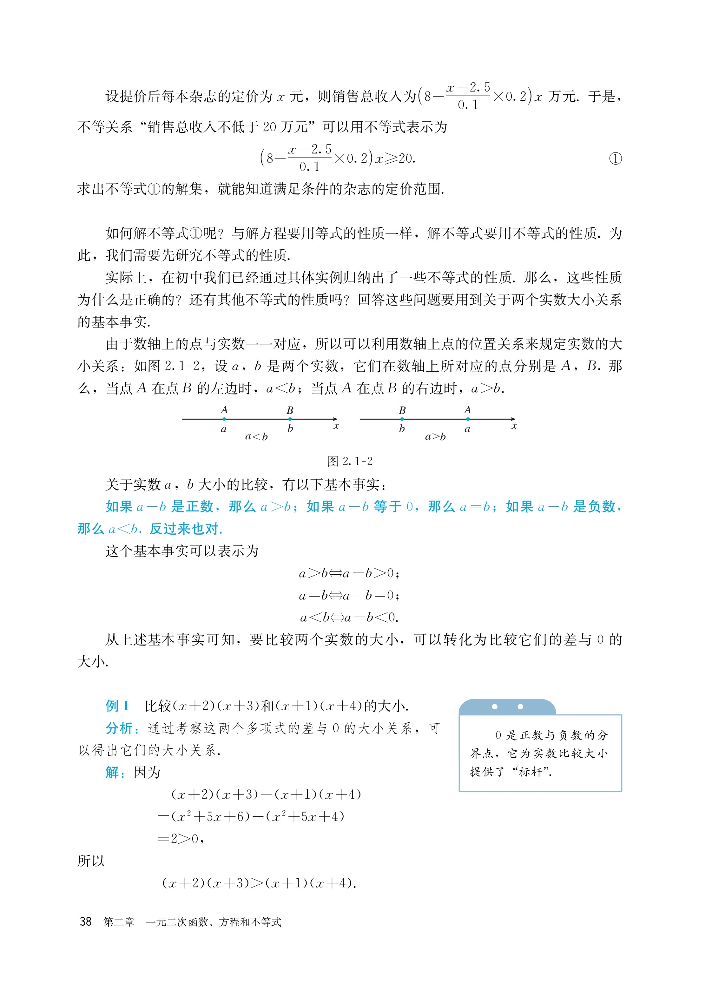 设提价后每本杂志的定价为 x 元，则销售总收入为(8−\frac{x−2.5}{0.1}×0.2)x 万元. 于是，
不等关系“销售总收入不低于 20 万元”可以用不等式表示为
(8−\frac{x−2.5}{0.1}×0.2)x⩾20. ①
求出不等式①的解集，就能知道满足条件的杂志的定价范围.
如何解不等式①呢？与解方程要用等式的性质一样，解不等式要用不等式的性质. 为
此，我们需要先研究不等式的性质.
实际上，在初中我们已经通过具体实例归纳出了一些不等式的性质. 那么，这些性质
为什么是正确的？还有其他不等式的性质吗？回答这些问题要用到关于两个实数大小关系
的基本事实.
由于数轴上的点与实数一一对应，所以可以利用数轴上点的位置关系来规定实数的大
小关系：如图 2.1-2，设 a，b 是两个实数，它们在数轴上所对应的点分别是 A，B. 那
么，当点 A 在点 B 的左边时，a<b；当点 A 在点 B 的右边时，a>b.
A B B A
a b x b a x
a<b a>b
图 2.1-2
关于实数 a，b 大小的比较，有以下基本事实：
如果 a−b 是正数，那么 a>b；如果 a−b 等于 0，那么 a=b；如果 a−b 是负数，
那么 a<b. 反过来也对.
这个基本事实可以表示为
a>b⇔a−b>0；
a=b⇔a−b=0；
a<b⇔a−b<0.
从上述基本事实可知，要比较两个实数的大小，可以转化为比较它们的差与 0 的
大小.
例 1 比较(x+2)(x+3)和(x+1)(x+4)的大小.
分析：通过考察这两个多项式的差与 0 的大小关系，可
以得出它们的大小关系.
解：因为
(x+2)(x+3)−(x+1)(x+4)
=(x²+5x+6)−(x²+5x+4)
=2>0，
所以
(x+2)(x+3)>(x+1)(x+4).
0 是正数与负数的分
界点，它为实数比较大小
提供了“标杆”.
38 第二章 一元二次函数、方程和不等式